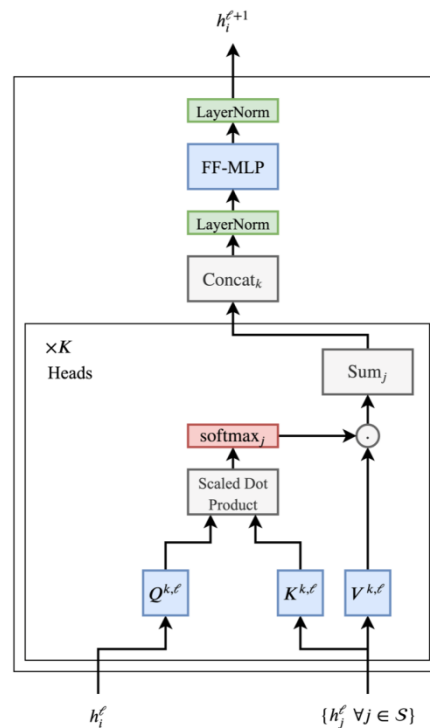 h_i^{ℓ+1}
LayerNorm
FF-MLP
LayerNorm
Concat_k
×K
Heads
Sum_j
softmax_j
.
Scaled Dot
Product
Q^{k,ℓ} K^{k,ℓ} V^{k,ℓ}
h_i^ℓ {h_j^ℓ ∀j ∈ S}